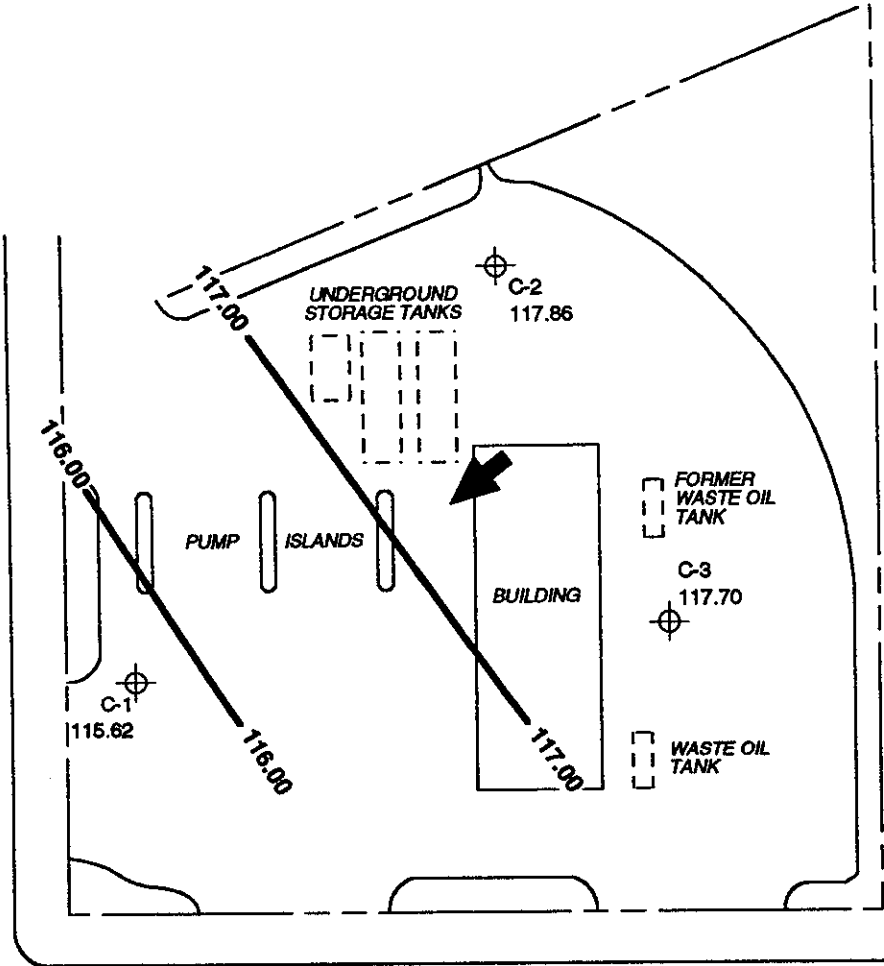 117.00
UNDERGROUND
STORAGE TANKS
C-2
117.86
116.00
FORMER
WASTE OIL
TANK
PUMP
ISLANDS
C-3
117.70
BUILDING
C-1
115.62
116.00
117.00
WASTE OIL
TANK